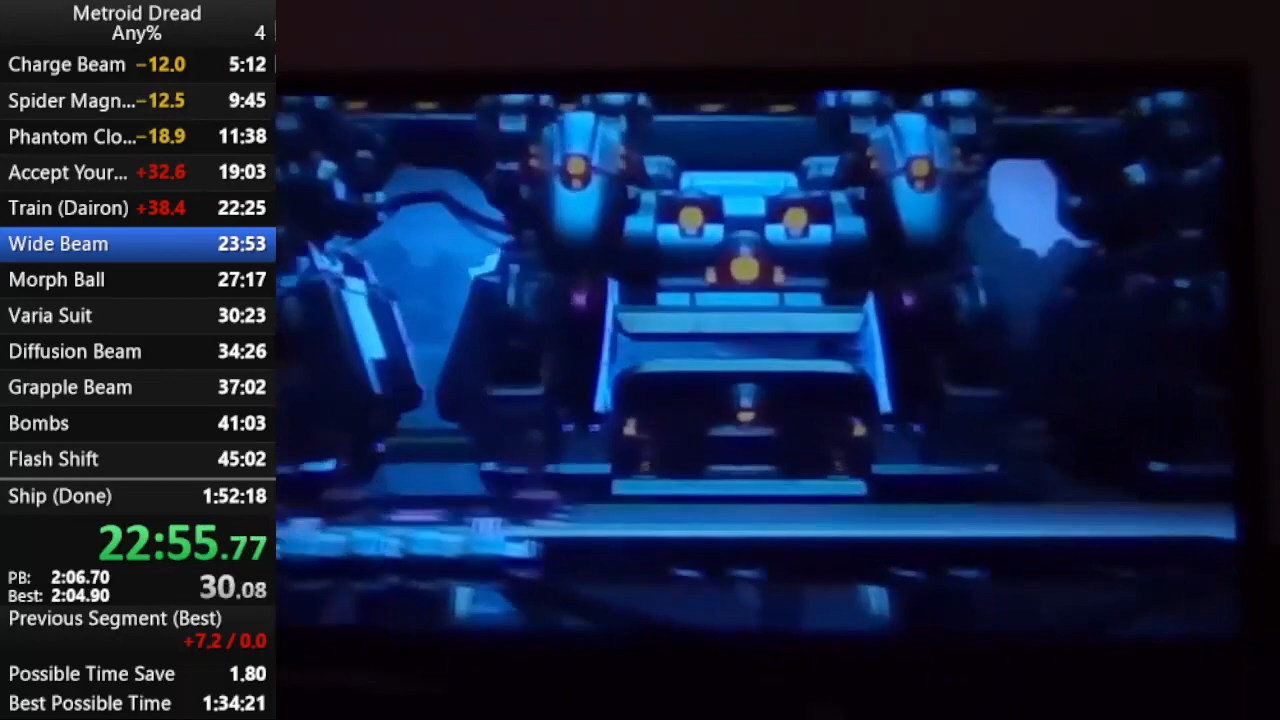 Metroid Dread
Any% 4
Charge Beam −12.0 5:12
Spider Magn... −12.5 9:45
Phantom Clo... −18.9 11:38
Accept Your... +32.6 19:03
Train (Dairon) +38.4 22:25
Wide Beam 23:53
Morph Ball 27:17
Varia Suit 30:23
Diffusion Beam 34:26
Grapple Beam 37:02
Bombs 41:03
Flash Shift 45:02
Ship (Done) 1:52:18
22:55.77
PB: 2:06.70 30.08
Best: 2:04.90
Previous Segment (Best)
+7.2 / 0.0
Possible Time Save 1.80
Best Possible Time 1:34:21